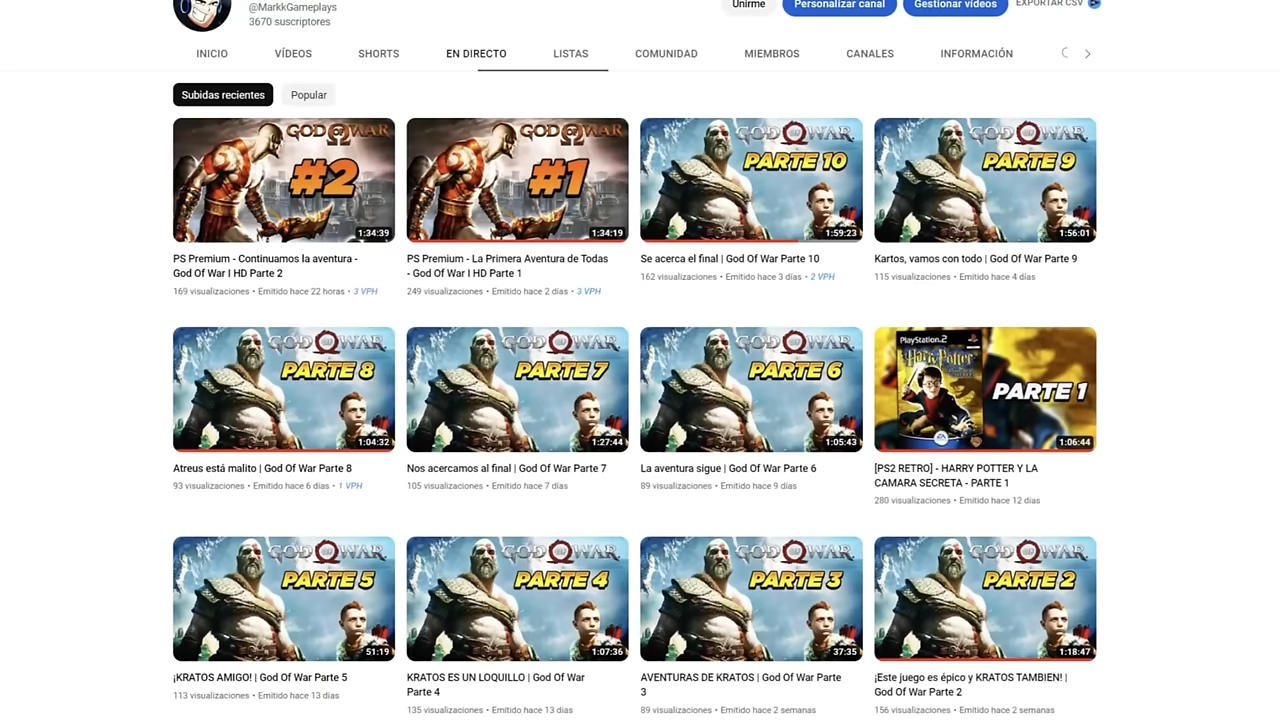 @MarkkGameplays
3670 suscriptores
Unirme
Personalizar canal
Gestionar vídeos
EXPORTAR CSV
INICIO VÍDEOS SHORTS EN DIRECTO LISTAS COMUNIDAD MIEMBROS CANALES INFORMACIÓN
Subidas recientes Popular
GOD OF WAR
#2
1:34:39
PS Premium - Continuamos la aventura -
God Of War I HD Parte 2
169 visualizaciones • Emitido hace 22 horas • 3 VPH
GOD OF WAR
#1
1:34:19
PS Premium - La Primera Aventura de Todas
- God Of War I HD Parte 1
249 visualizaciones • Emitido hace 2 días • 3 VPH
GOD OF WAR
PARTE 10
1:59:23
Se acerca el final | God Of War Parte 10
162 visualizaciones • Emitido hace 3 días • 2 VPH
GOD OF WAR
PARTE 9
1:56:01
Kartos, vamos con todo | God Of War Parte 9
115 visualizaciones • Emitido hace 4 días
GOD OF WAR
PARTE 8
1:04:32
Atreus está malito | God Of War Parte 8
93 visualizaciones • Emitido hace 6 días • 1 VPH
GOD OF WAR
PARTE 7
1:27:44
Nos acercamos al final | God Of War Parte 7
105 visualizaciones • Emitido hace 7 días
GOD OF WAR
PARTE 6
1:05:43
La aventura sigue | God Of War Parte 6
89 visualizaciones • Emitido hace 9 días
PlayStation.2
Harry Potter
EA GAMES
PARTE 1
1:06:44
[PS2 RETRO] - HARRY POTTER Y LA
CAMARA SECRETA - PARTE 1
280 visualizaciones • Emitido hace 12 días
GOD OF WAR
PARTE 5
51:19
¡KRATOS AMIGO! | God Of War Parte 5
113 visualizaciones • Emitido hace 13 días
GOD OF WAR
PARTE 4
1:07:36
KRATOS ES UN LOQUILLO | God Of War
Parte 4
135 visualizaciones • Emitido hace 13 días
GOD OF WAR
PARTE 3
37:35
AVENTURAS DE KRATOS | God Of War Parte
3
89 visualizaciones • Emitido hace 2 semanas
GOD OF WAR
PARTE 2
1:18:47
¡Este juego es épico y KRATOS TAMBIEN! |
God Of War Parte 2
156 visualizaciones • Emitido hace 2 semanas